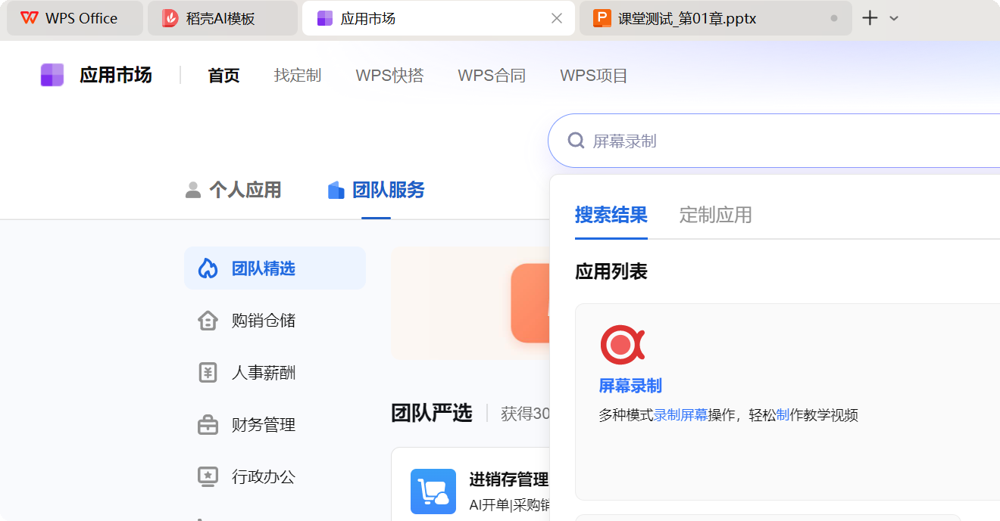 WPS Office
稻壳AI模板
应用市场
P 课堂测试_第01章.pptx
应用市场
首页
找定制
WPS快搭
WPS合同
WPS项目
屏幕录制
个人应用
团队服务
搜索结果
定制应用
团队精选
应用列表
购销仓储
人事薪酬
屏幕录制
多种模式录制屏幕操作，轻松制作教学视频
团队严选
获得30
财务管理
行政办公
进销存管理
AI开单|采购销